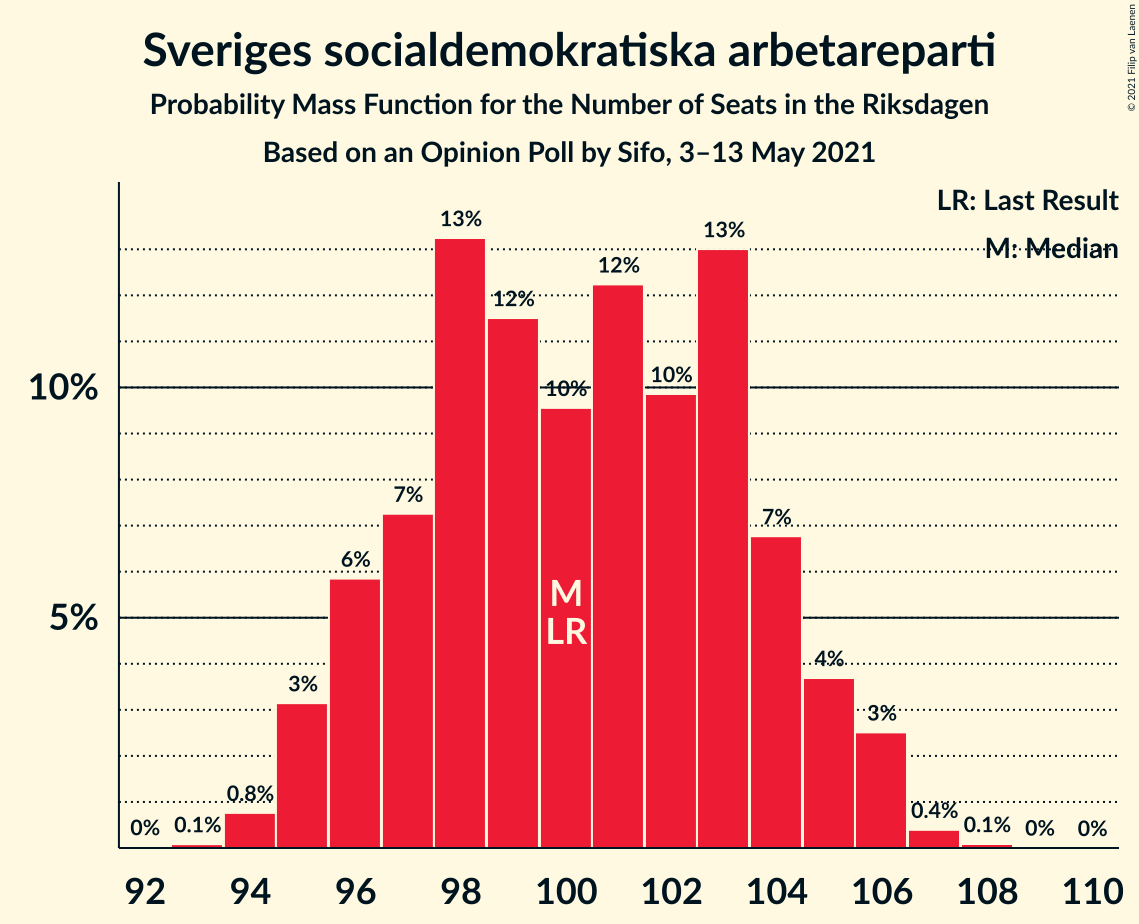 Sveriges socialdemokratiska arbetareparti
Probability Mass Function for the Number of Seats in the Riksdagen
Based on an Opinion Poll by Sifo, 3–13 May 2021
© 2021 Filip van Laenen
LR: Last Result
M: Median
10%
5%
0%
0.1%
0.8%
3%
6%
7%
13%
12%
10%
12%
10%
13%
7%
4%
3%
0.4%
0.1%
0%
0%
M
LR
92 94 96 98 100 102 104 106 108 110